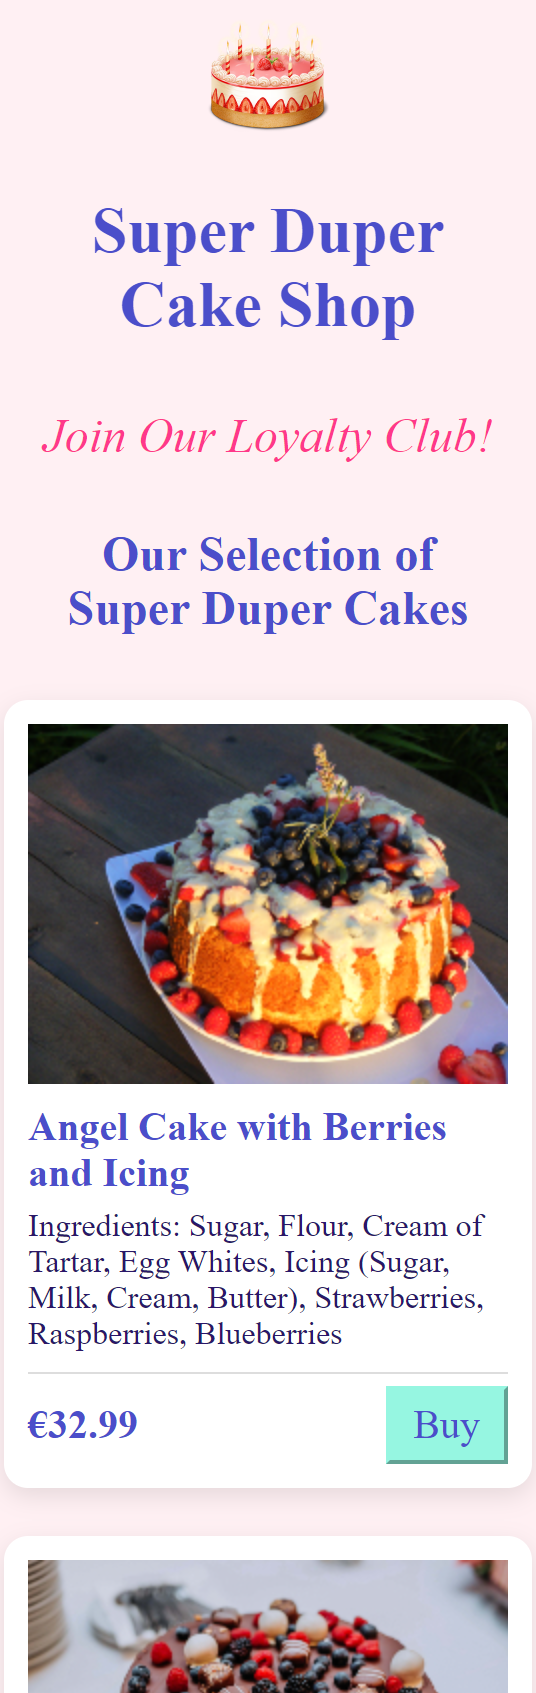 Super Duper
Cake Shop
Join Our Loyalty Club!
Our Selection of
Super Duper Cakes
Angel Cake with Berries
and Icing
Ingredients: Sugar, Flour, Cream of
Tartar, Egg Whites, Icing (Sugar,
Milk, Cream, Butter), Strawberries,
Raspberries, Blueberries
€32.99
Buy